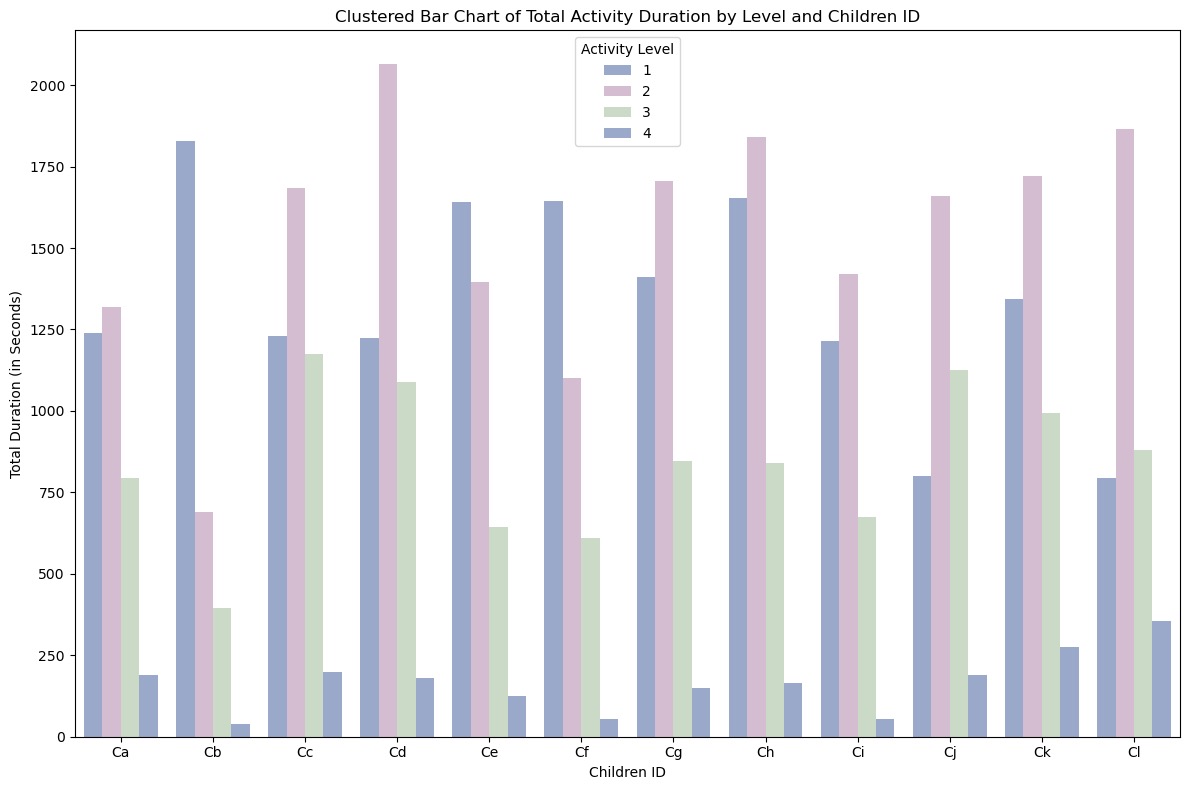 Clustered Bar Chart of Total Activity Duration by Level and Children ID
Activity Level
1
2
3
4
Total Duration (in Seconds)
2000
1750
1500
1250
1000
750
500
250
0
Ca Cb Cc Cd Ce Cf Cg Ch Ci Cj Ck Cl
Children ID